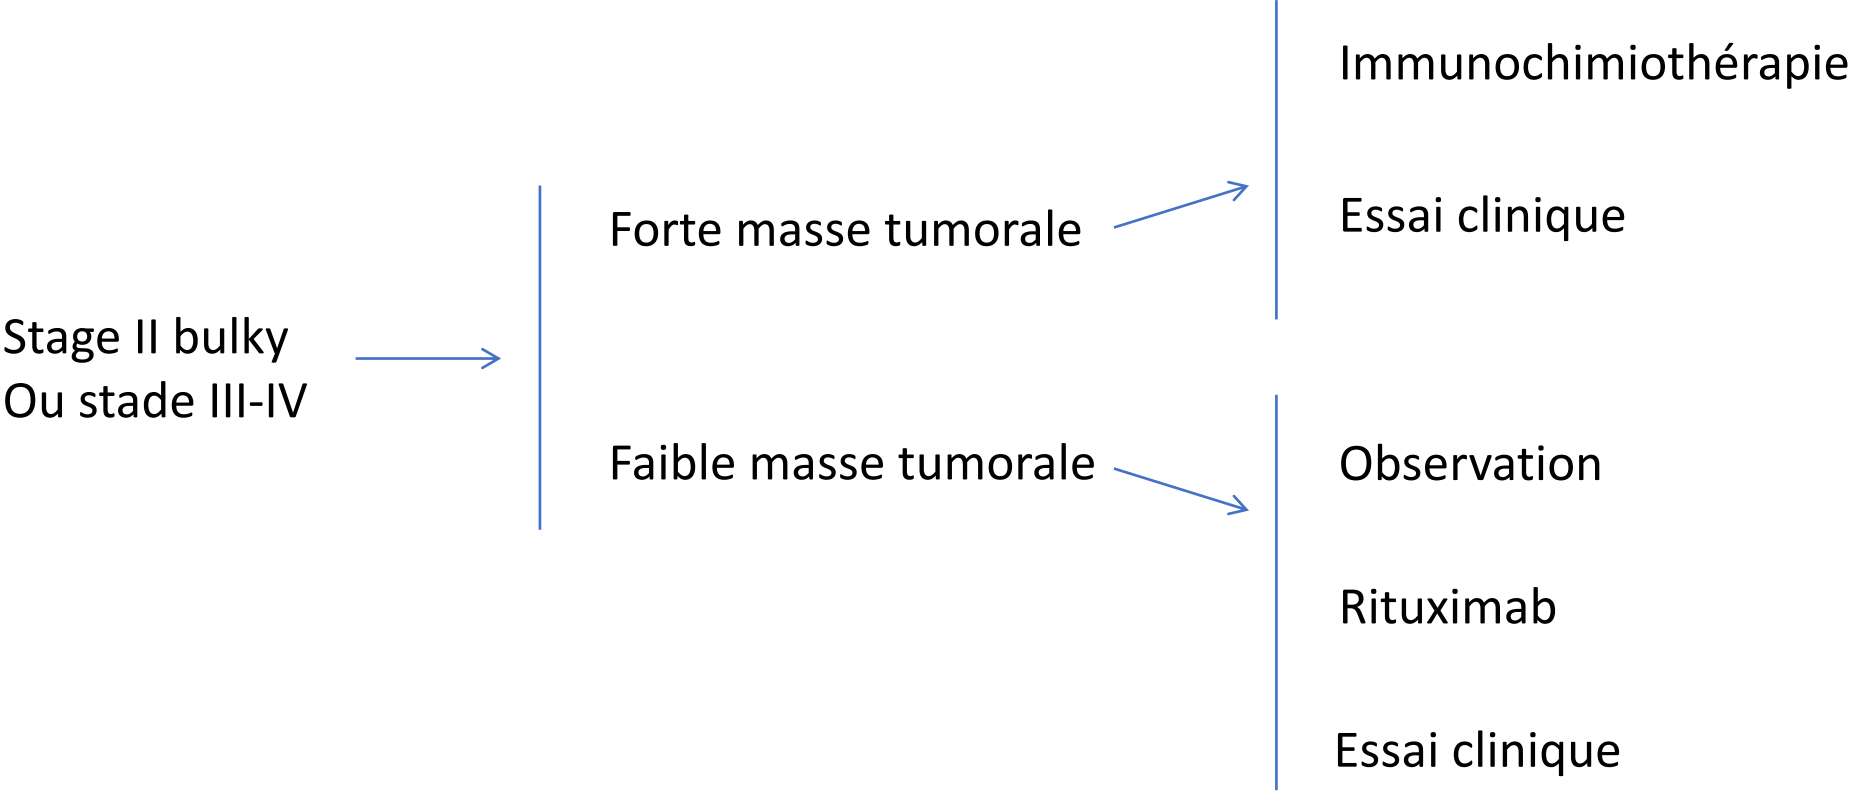 Stage II bulky
Ou stade III-IV
Forte masse tumorale
Immunochimiothérapie
Essai clinique
Faible masse tumorale
Observation
Rituximab
Essai clinique